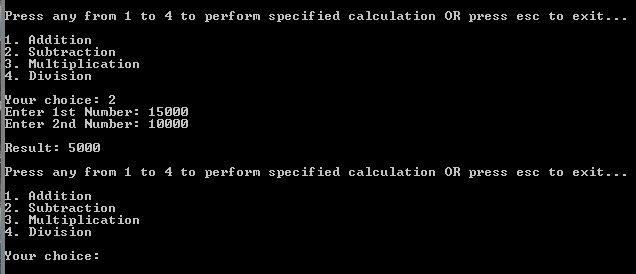 Press any from 1 to 4 to perform specified calculation OR press esc to exit...
1. Addition
2. Subtraction
3. Multiplication
4. Division
Your choice: 2
Enter 1st Number: 15000
Enter 2nd Number: 10000
Result: 5000
Press any from 1 to 4 to perform specified calculation OR press esc to exit...
1. Addition
2. Subtraction
3. Multiplication
4. Division
Your choice: